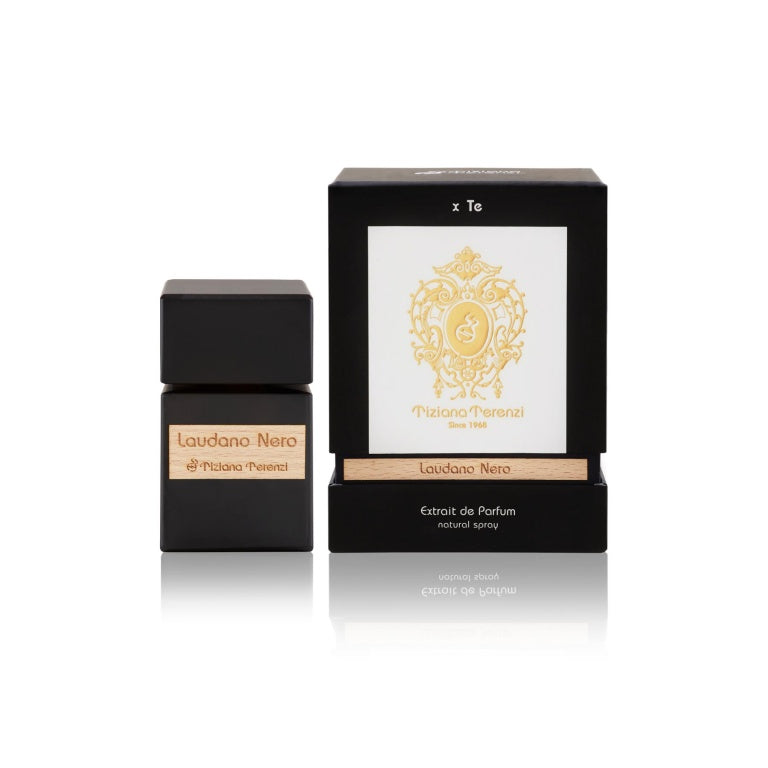 x Te
Tiziana Terenzi
Since 1968
Laudano Nero
Extrait de Parfum
natural spray
Laudano Nero
Tiziana Terenzi